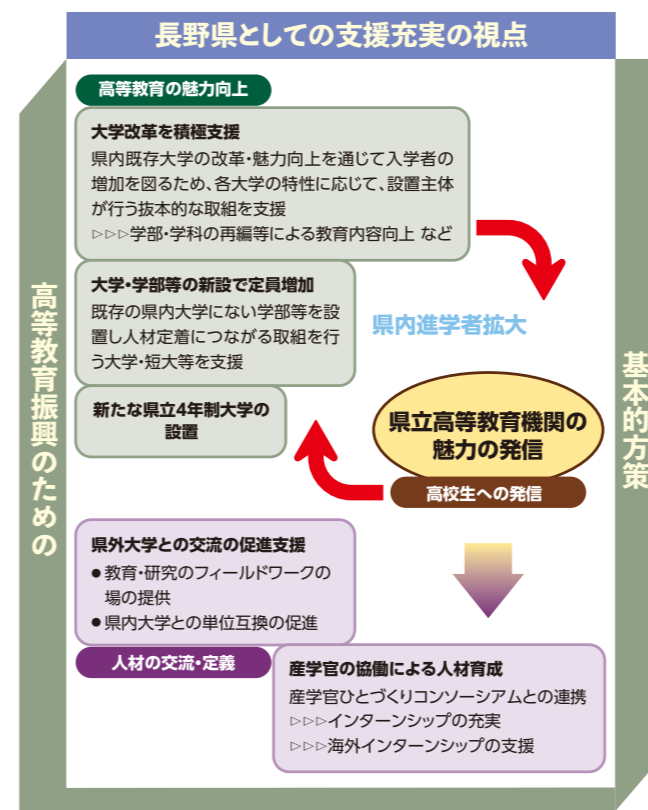 長野県としての支援充実の視点
高等教育振興のための
基本的方策
高等教育の魅力向上
大学改革を積極支援
県内既存大学の改革・魅力向上を通じて入学者の
増加を図るため、各大学の特性に応じて、設置主体
が行う抜本的な取組を支援
▷▷▷学部・学科の再編等による教育内容向上 など
大学・学部等の新設で定員増加
既存の県内大学にない学部等を設
置し人材定着につながる取組を行
う大学・短大等を支援
県内進学者拡大
新たな県立4年制大学の
設置
県立高等教育機関の
魅力の発信
高校生への発信
県外大学との交流の促進支援
●教育・研究のフィールドワークの
場の提供
●県内大学との単位互換の促進
人材の交流・定義
産学官の協働による人材育成
産学官ひとづくりコンソーシアムとの連携
▷▷▷インターンシップの充実
▷▷▷海外インターンシップの支援